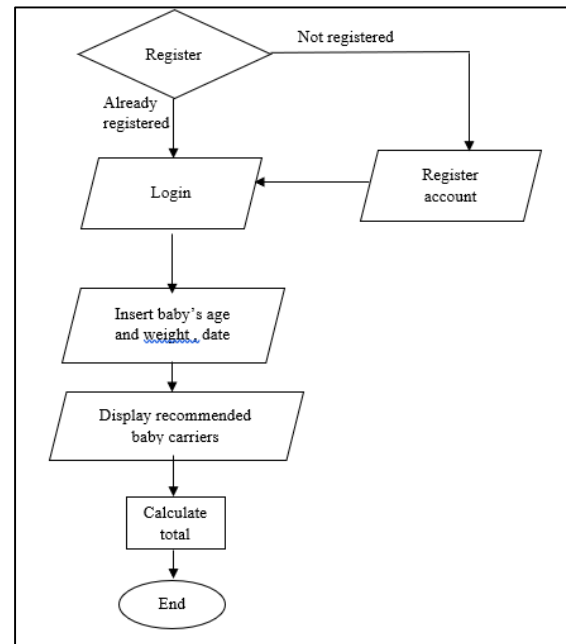 Register
Not registered
Already
registered
Login
Register
account
Insert baby’s age
and weight , date
Display recommended
baby carriers
Calculate
total
End